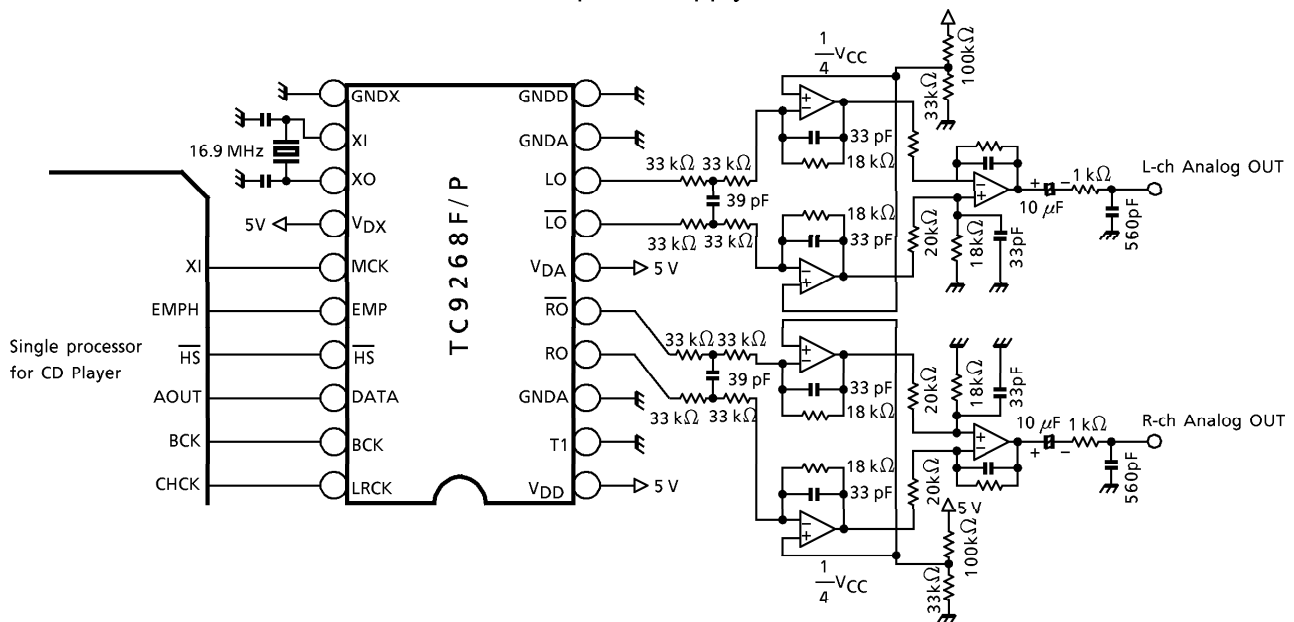 GNDX
XI
16.9 MHz
XO
5V
VDX
XI
MCK
EMPH
EMP
HS
HS
Single processor
for CD Player
AOUT
DATA
BCK
BCK
CHCK
LRCK
TC9268F/P
GNDD
GNDA
LO
LO
VDA
5 V
RO
RO
GNDA
T1
VDD
5 V
1/4 VCC
100kΩ
33kΩ
33 pF
18 kΩ
33 kΩ 33 kΩ
39 pF
33 kΩ 33 kΩ
18 kΩ
33 pF
20kΩ
18kΩ
33pF
+ −
10 μF
1 kΩ
560pF
L-ch Analog OUT
33 kΩ 33 kΩ
39 pF
33 kΩ 33 kΩ
33 pF
18 kΩ
20kΩ
18kΩ
33pF
10 μF
+ −
1 kΩ
560pF
R-ch Analog OUT
18 kΩ
33 pF
20kΩ
5 V
100kΩ
33kΩ
1/4 VCC